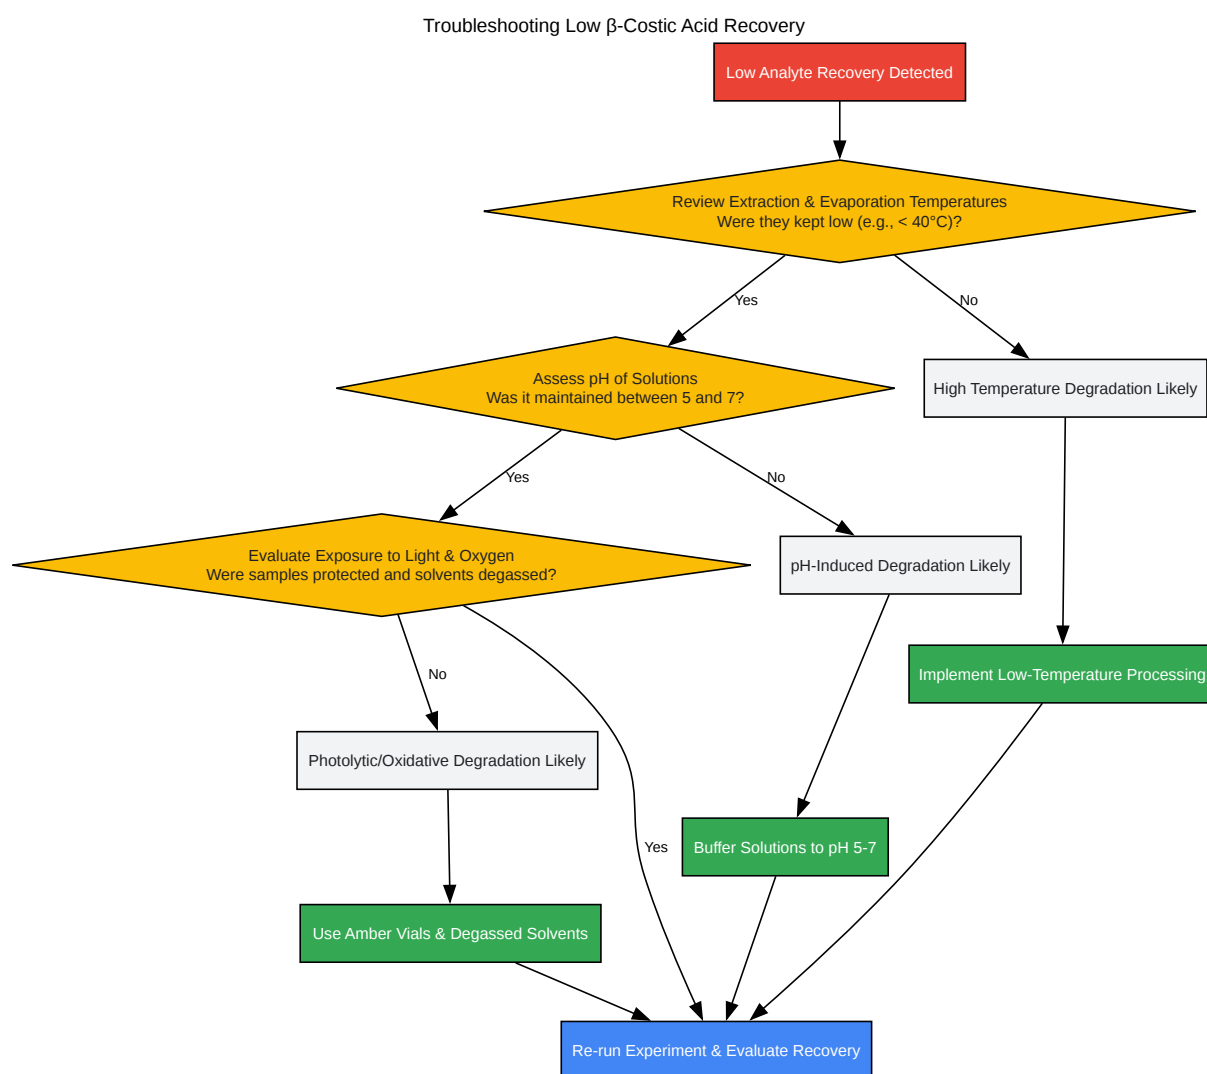 Troubleshooting Low β-Costic Acid Recovery
Low Analyte Recovery Detected
Review Extraction & Evaporation Temperatures
Were they kept low (e.g., < 40°C)?
Yes
No
Assess pH of Solutions
Was it maintained between 5 and 7?
High Temperature Degradation Likely
Yes
No
Evaluate Exposure to Light & Oxygen
Were samples protected and solvents degassed?
pH-Induced Degradation Likely
No
Implement Low-Temperature Processing
Photolytic/Oxidative Degradation Likely
Yes
Buffer Solutions to pH 5-7
Use Amber Vials & Degassed Solvents
Re-run Experiment & Evaluate Recovery